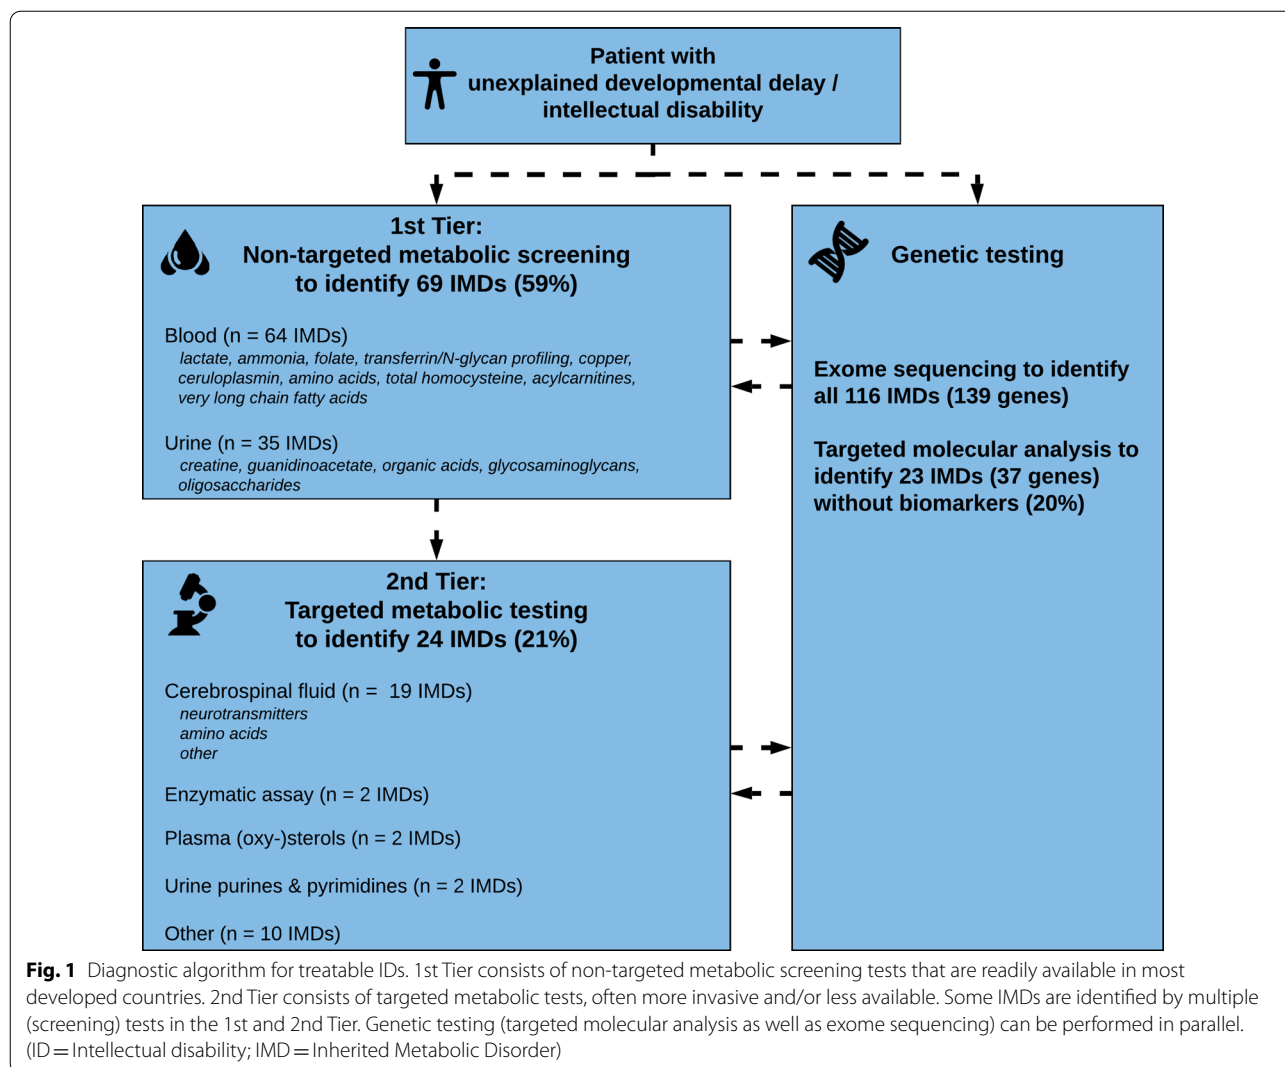 Patient with
unexplained developmental delay /
intellectual disability
1st Tier:
Non-targeted metabolic screening
to identify 69 IMDs (59%)
Blood (n = 64 IMDs)
lactate, ammonia, folate, transferrin/N-glycan profiling, copper,
ceruloplasmin, amino acids, total homocysteine, acylcarnitines,
very long chain fatty acids
Urine (n = 35 IMDs)
creatine, guanidinoacetate, organic acids, glycosaminoglycans,
oligosaccharides
Genetic testing
Exome sequencing to identify
all 116 IMDs (139 genes)
Targeted molecular analysis to
identify 23 IMDs (37 genes)
without biomarkers (20%)
2nd Tier:
Targeted metabolic testing
to identify 24 IMDs (21%)
Cerebrospinal fluid (n =  19 IMDs)
neurotransmitters
amino acids
other
Enzymatic assay (n = 2 IMDs)
Plasma (oxy-)sterols (n = 2 IMDs)
Urine purines & pyrimidines (n = 2 IMDs)
Other (n = 10 IMDs)
Fig. 1 Diagnostic algorithm for treatable IDs. 1st Tier consists of non-targeted metabolic screening tests that are readily available in most
developed countries. 2nd Tier consists of targeted metabolic tests, often more invasive and/or less available. Some IMDs are identified by multiple
(screening) tests in the 1st and 2nd Tier. Genetic testing (targeted molecular analysis as well as exome sequencing) can be performed in parallel.
(ID = Intellectual disability; IMD = Inherited Metabolic Disorder)